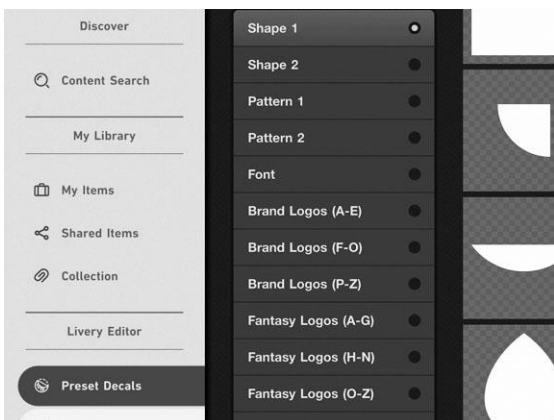 Discover
Content Search
My Library
My Items
Shared Items
Collection
Livery Editor
Preset Decals
Shape 1
Shape 2
Pattern 1
Pattern 2
Font
Brand Logos (A-E)
Brand Logos (F-O)
Brand Logos (P-Z)
Fantasy Logos (A-G)
Fantasy Logos (H-N)
Fantasy Logos (O-Z)